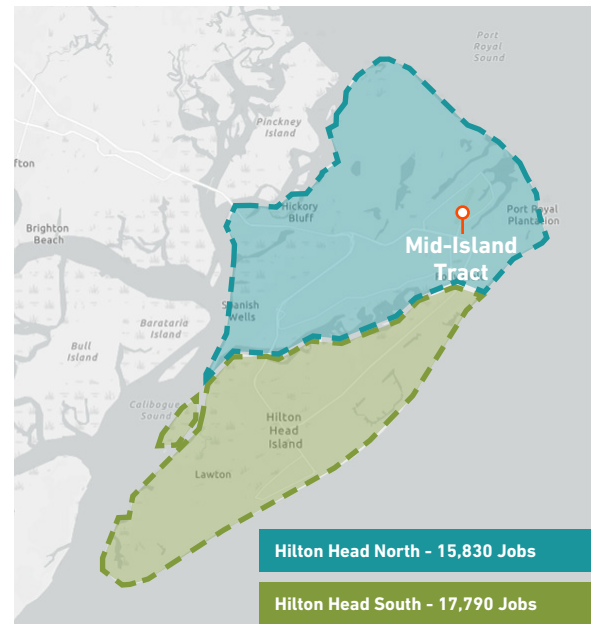 Port
Royal
Sound
Pinckney
Island
fton
Hickory
Bluff
Port Royal
Plantation
Brighton
Beach
Mid-Island
Tract
Spanish
Wells
Barataria
Island
Bull
Island
Calibogue
Sound
Hilton
Head
Island
Lawton
Hilton Head North - 15,830 Jobs
Hilton Head South - 17,790 Jobs